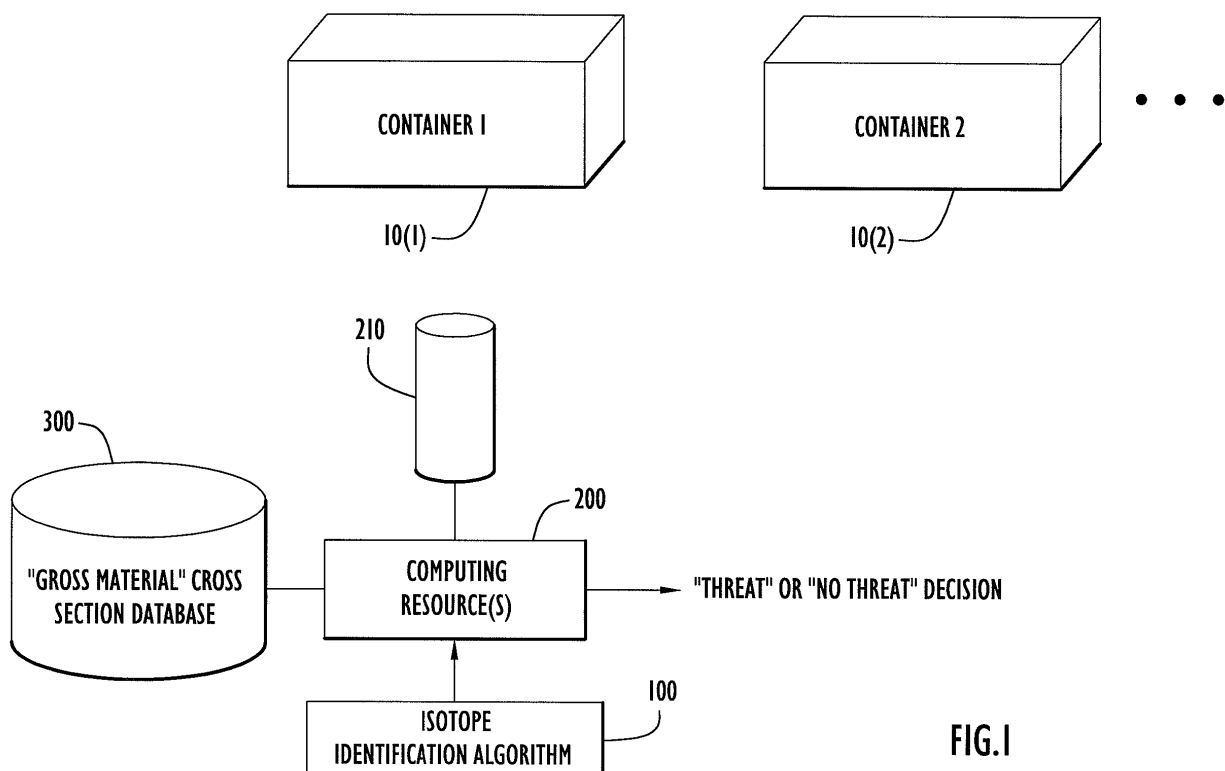 CONTAINER 1
CONTAINER 2
10(1)
10(2)
210
300
200
"GROSS MATERIAL" CROSS
SECTION DATABASE
COMPUTING
RESOURCE(S)
"THREAT" OR "NO THREAT" DECISION
100
ISOTOPE
IDENTIFICATION ALGORITHM
FIG.1